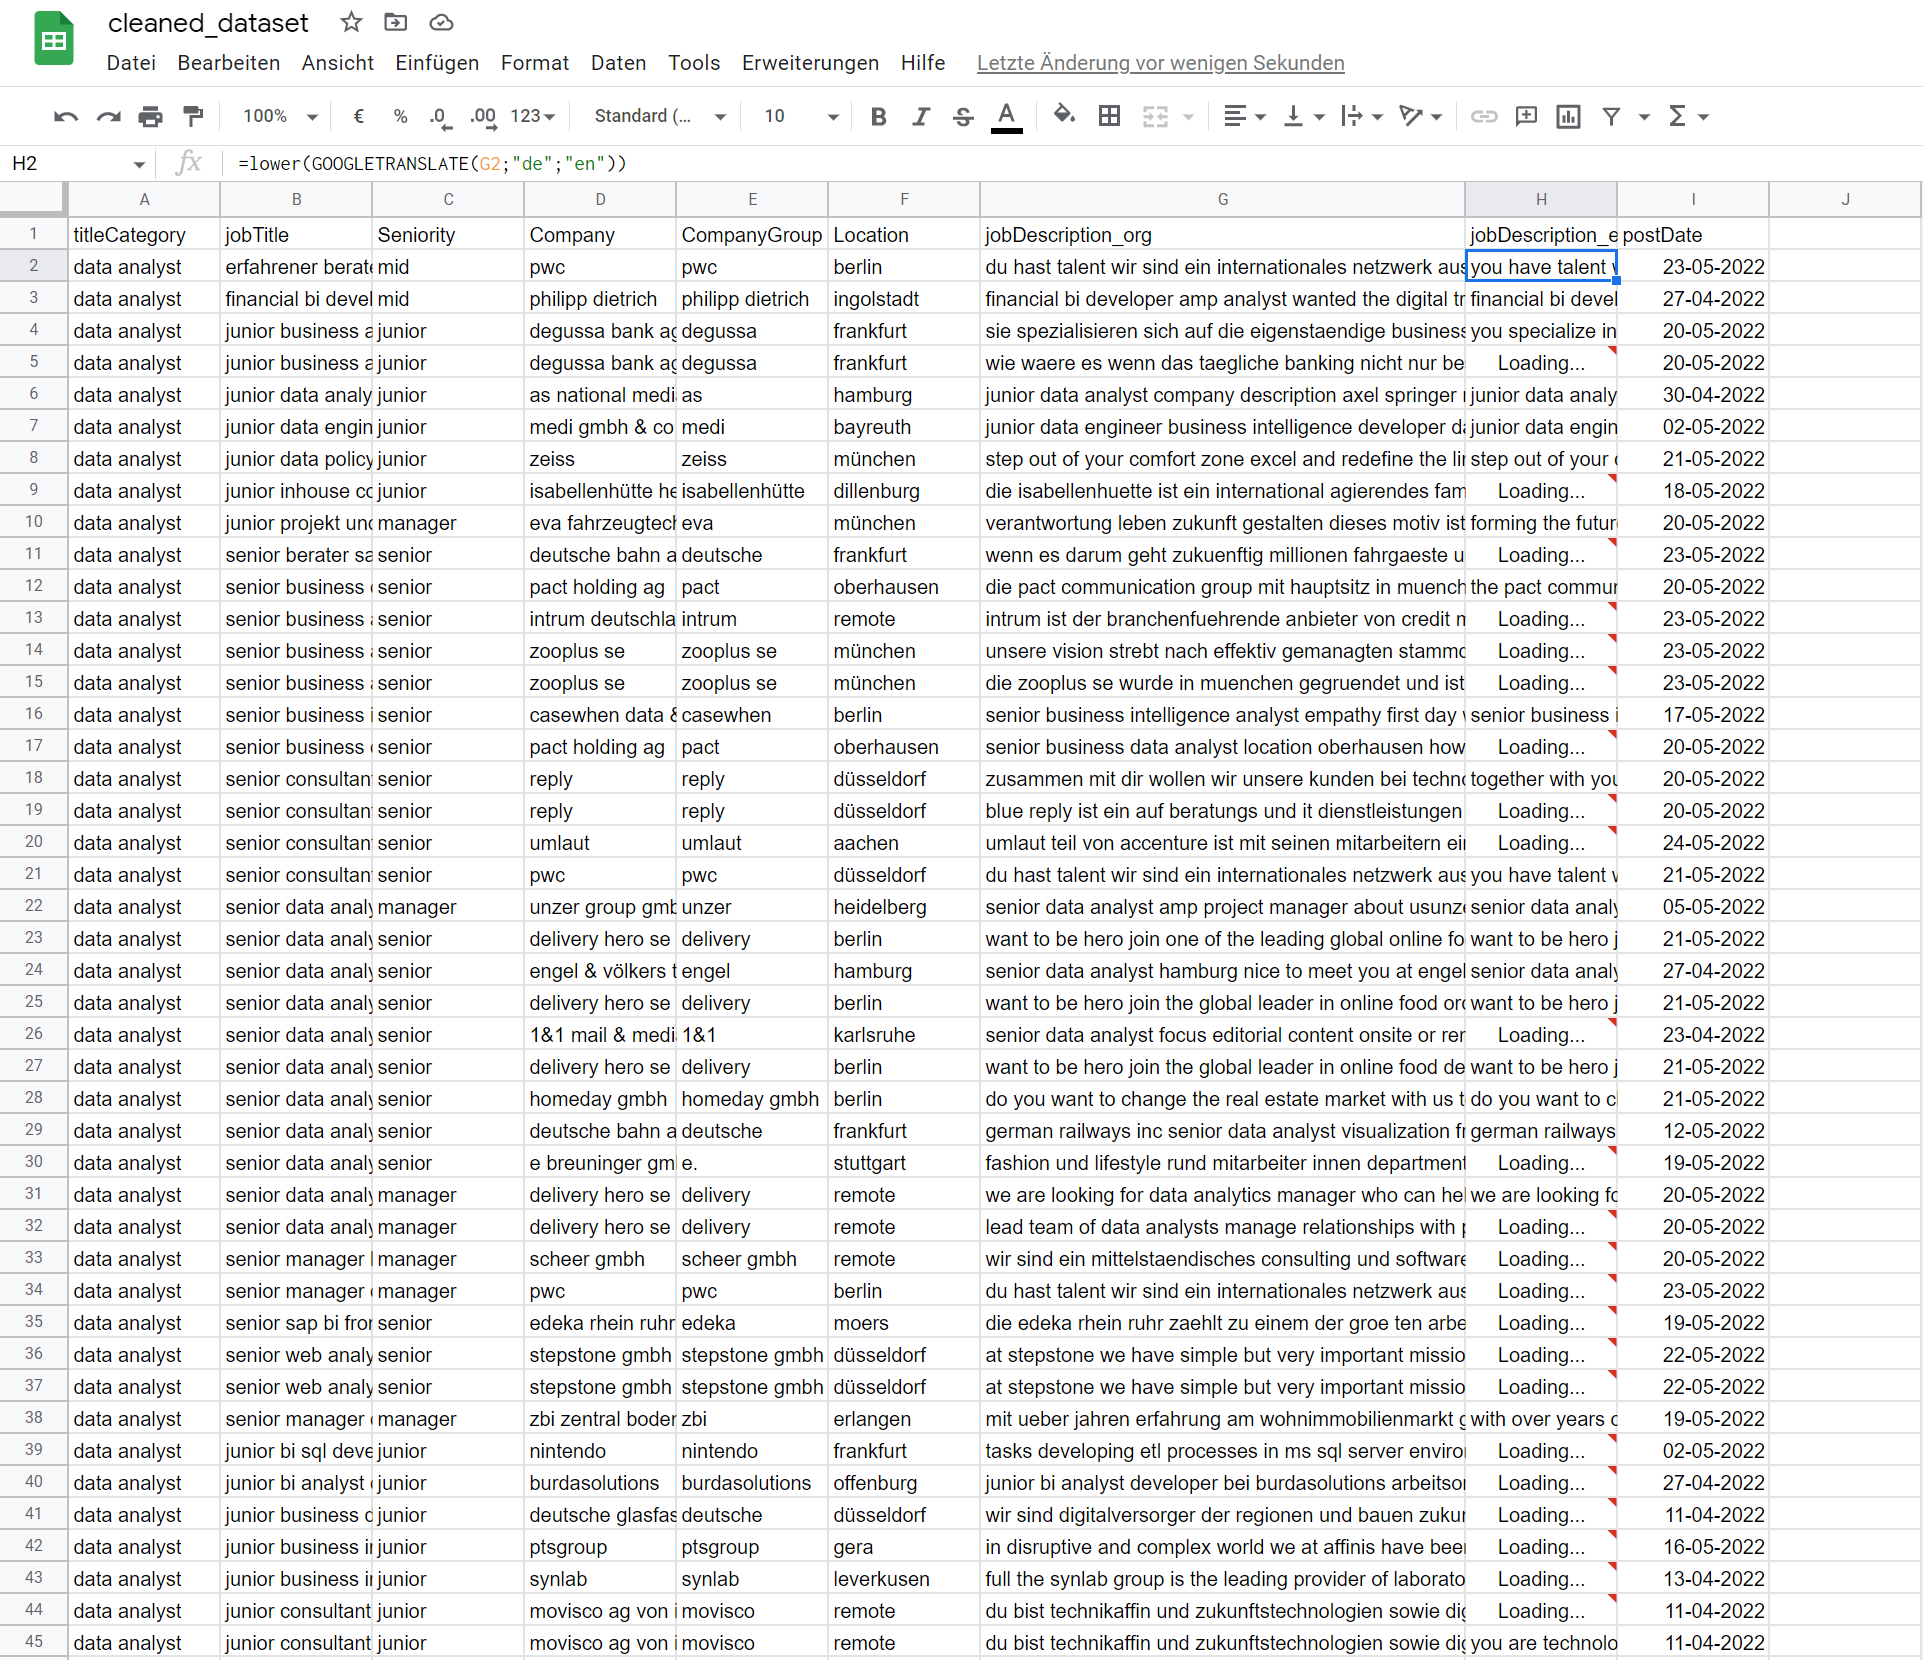 cleaned_dataset
Datei Bearbeiten Ansicht Einfügen Format Daten Tools Erweiterungen Hilfe Letzte Änderung vor wenigen Sekunden
100% € % .0 .00 123 Standard (... 10 B I S A
H2 fx =lower(GOOGLETRANSLATE(G2;"de";"en"))
A B C D E F G H I J
1 titleCategory jobTitle Seniority Company CompanyGroup Location jobDescription_org jobDescription_e postDate
2 data analyst erfahrener berate mid pwc pwc berlin du hast talent wir sind ein internationales netzwerk aus you have talent 23-05-2022
3 data analyst financial bi devel mid philipp dietrich philipp dietrich ingolstadt financial bi developer amp analyst wanted the digital tr financial bi devel 27-04-2022
4 data analyst junior business a junior degussa bank ag degussa frankfurt sie spezialisieren sich auf die eigenstaendige business you specialize in 20-05-2022
5 data analyst junior business a junior degussa bank ag degussa frankfurt wie waere es wenn das taegliche banking nicht nur be Loading... 20-05-2022
6 data analyst junior data analy junior as national medi as hamburg junior data analyst company description axel springer junior data analy 30-04-2022
7 data analyst junior data engin junior medi gmbh & co medi bayreuth junior data engineer business intelligence developer da junior data engin 02-05-2022
8 data analyst junior data policy junior zeiss zeiss münchen step out of your comfort zone excel and redefine the lin step out of your 21-05-2022
9 data analyst junior inhouse co junior isabellenhütte he isabellenhütte dillenburg die isabellenhuette ist ein international agierendes fam Loading... 18-05-2022
10 data analyst junior projekt und manager eva fahrzeugtech eva münchen verantwortung leben zukunft gestalten dieses motiv ist forming the futur 20-05-2022
11 data analyst senior berater sa senior deutsche bahn a deutsche frankfurt wenn es darum geht zukuenftig millionen fahrgaeste u Loading... 23-05-2022
12 data analyst senior business senior pact holding ag pact oberhausen die pact communication group mit hauptsitz in muench the pact commun 20-05-2022
13 data analyst senior business senior intrum deutschla intrum remote intrum ist der branchenfuehrende anbieter von credit m Loading... 23-05-2022
14 data analyst senior business senior zooplus se zooplus se münchen unsere vision strebt nach effektiv gemanagten stammd Loading... 23-05-2022
15 data analyst senior business senior zooplus se zooplus se münchen die zooplus se wurde in muenchen gegruendet und ist Loading... 23-05-2022
16 data analyst senior business i senior casewhen data & casewhen berlin senior business intelligence analyst empathy first day senior business i 17-05-2022
17 data analyst senior business senior pact holding ag pact oberhausen senior business data analyst location oberhausen how Loading... 20-05-2022
18 data analyst senior consultan senior reply reply düsseldorf zusammen mit dir wollen wir unsere kunden bei techno together with you 20-05-2022
19 data analyst senior consultan senior reply reply düsseldorf blue reply ist ein auf beratungs und it dienstleistungen Loading... 20-05-2022
20 data analyst senior consultan senior umlaut umlaut aachen umlaut teil von accenture ist mit seinen mitarbeitern ei Loading... 24-05-2022
21 data analyst senior consultan senior pwc pwc düsseldorf du hast talent wir sind ein internationales netzwerk aus you have talent 21-05-2022
22 data analyst senior data analy manager unzer group gmb unzer heidelberg senior data analyst amp project manager about usunze senior data analy 05-05-2022
23 data analyst senior data analy senior delivery hero se delivery berlin want to be hero join one of the leading global online fo want to be hero j 21-05-2022
24 data analyst senior data analy senior engel & völkers t engel hamburg senior data analyst hamburg nice to meet you at engel senior data analy 27-04-2022
25 data analyst senior data analy senior delivery hero se delivery berlin want to be hero join the global leader in online food ord want to be hero j 21-05-2022
26 data analyst senior data analy senior 1&1 mail & medi 1&1 karlsruhe senior data analyst focus editorial content onsite or rem Loading... 23-04-2022
27 data analyst senior data analy senior delivery hero se delivery berlin want to be hero join the global leader in online food de want to be hero j 21-05-2022
28 data analyst senior data analy senior homeday gmbh homeday gmbh berlin do you want to change the real estate market with us t do you want to c 21-05-2022
29 data analyst senior data analy senior deutsche bahn a deutsche frankfurt german railways inc senior data analyst visualization fr german railways 12-05-2022
30 data analyst senior data analy senior e breuninger gm e. stuttgart fashion und lifestyle rund mitarbeiter innen department Loading... 19-05-2022
31 data analyst senior data analy manager delivery hero se delivery remote we are looking for data analytics manager who can hel we are looking fo 20-05-2022
32 data analyst senior data analy manager delivery hero se delivery remote lead team of data analysts manage relationships with p Loading... 20-05-2022
33 data analyst senior manager manager scheer gmbh scheer gmbh remote wir sind ein mittelstaendisches consulting und software Loading... 20-05-2022
34 data analyst senior manager manager pwc pwc berlin du hast talent wir sind ein internationales netzwerk aus Loading... 23-05-2022
35 data analyst senior sap bi fron senior edeka rhein ruhr edeka moers die edeka rhein ruhr zaehlt zu einem der groe ten arbe Loading... 19-05-2022
36 data analyst senior web analy senior stepstone gmbh stepstone gmbh düsseldorf at stepstone we have simple but very important missio Loading... 22-05-2022
37 data analyst senior web analy senior stepstone gmbh stepstone gmbh düsseldorf at stepstone we have simple but very important missio Loading... 22-05-2022
38 data analyst senior manager manager zbi zentral boden zbi erlangen mit ueber jahren erfahrung am wohnimmobilienmarkt g with over years o 19-05-2022
39 data analyst junior bi sql deve junior nintendo nintendo frankfurt tasks developing etl processes in ms sql server enviro Loading... 02-05-2022
40 data analyst junior bi analyst junior burdasolutions burdasolutions offenburg junior bi analyst developer bei burdasolutions arbeitsor Loading... 27-04-2022
41 data analyst junior business d junior deutsche glasfas deutsche düsseldorf wir sind digitalversorger der regionen und bauen zukun Loading... 11-04-2022
42 data analyst junior business in junior ptsgroup ptsgroup gera in disruptive and complex world we at affinis have been Loading... 16-05-2022
43 data analyst junior business in junior synlab synlab leverkusen full the synlab group is the leading provider of laborato Loading... 13-04-2022
44 data analyst junior consultant junior movisco ag von i movisco remote du bist technikaffin und zukunftstechnologien sowie dig Loading... 11-04-2022
45 data analyst junior consultant junior movisco ag von i movisco remote du bist technikaffin und zukunftstechnologien sowie dig you are technolo 11-04-2022